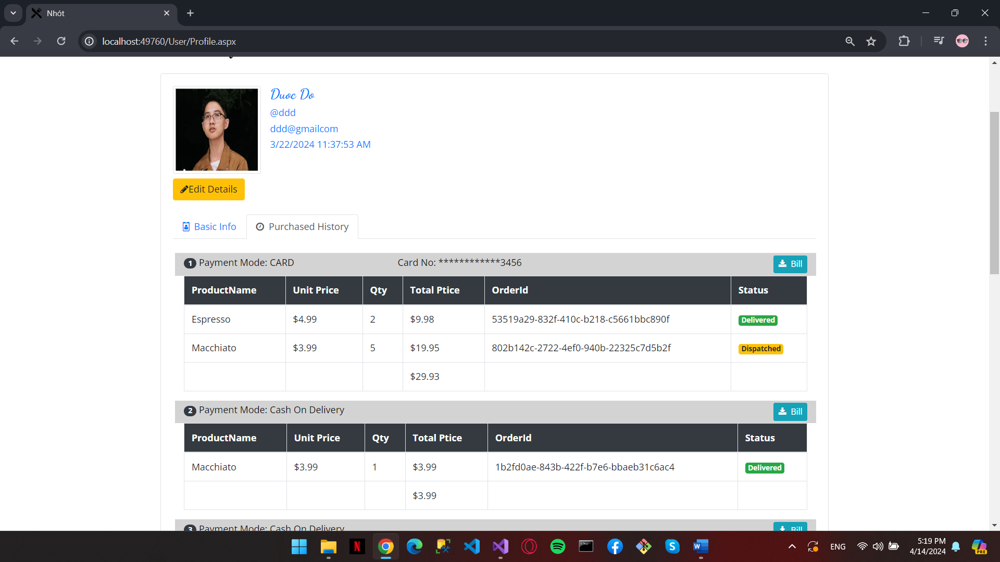 Nhót
localhost:49760/User/Profile.aspx
Duoc Do
@ddd
ddd@gmailcom
3/22/2024 11:37:53 AM
Edit Details
Basic Info
Purchased History
1 Payment Mode: CARD Card No: ************3456 Bill
ProductName Unit Price Qty Total Ptice OrderId Status
Espresso $4.99 2 $9.98 53519a29-832f-410c-b218-c5661bbc890f Delivered
Macchiato $3.99 5 $19.95 802b142c-2722-4ef0-940b-22325c7d5b2f Dispatched
$29.93
2 Payment Mode: Cash On Delivery Bill
ProductName Unit Price Qty Total Ptice OrderId Status
Macchiato $3.99 1 $3.99 1b2fd0ae-843b-422f-b7e6-bbaeb31c6ac4 Delivered
$3.99
3 Payment Mode: Cash On Delivery Bill
ENG
5:19 PM
4/14/2024
PRE